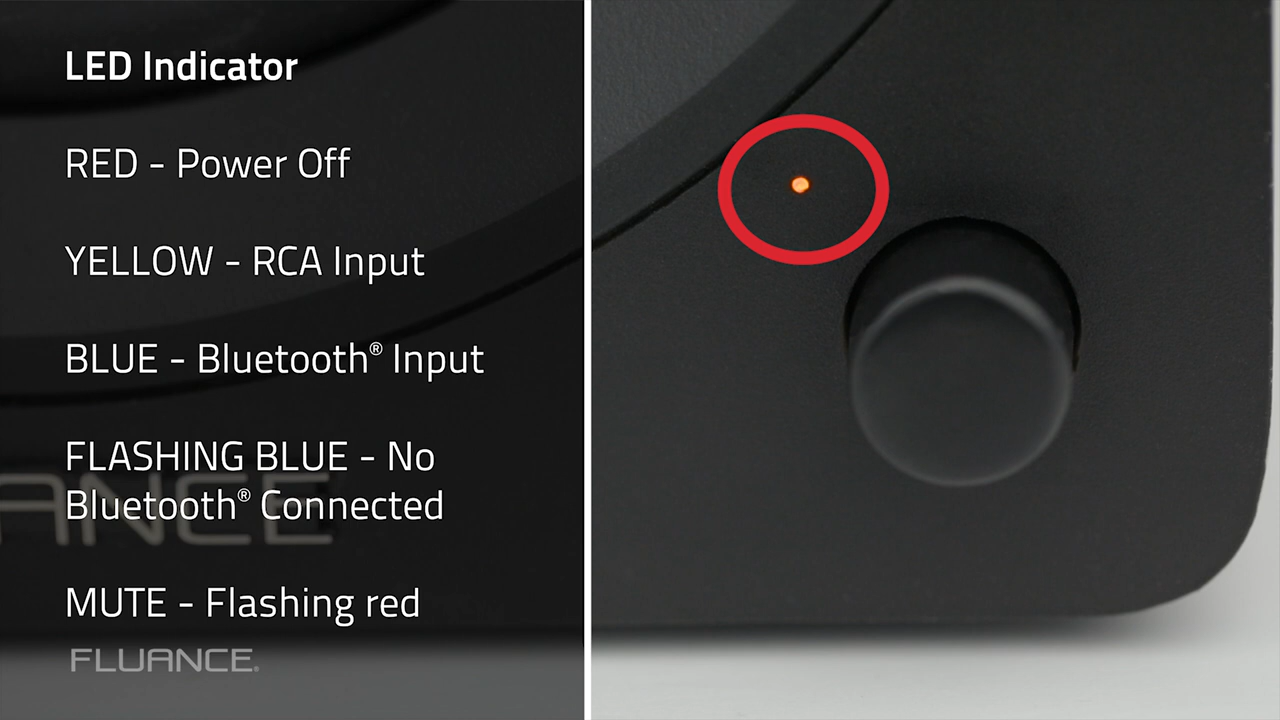 LED Indicator
RED - Power Off
YELLOW - RCA Input
BLUE - Bluetooth® Input
FLASHING BLUE - No
Bluetooth® Connected
ANCE
MUTE - Flashing red
FLUANCE®